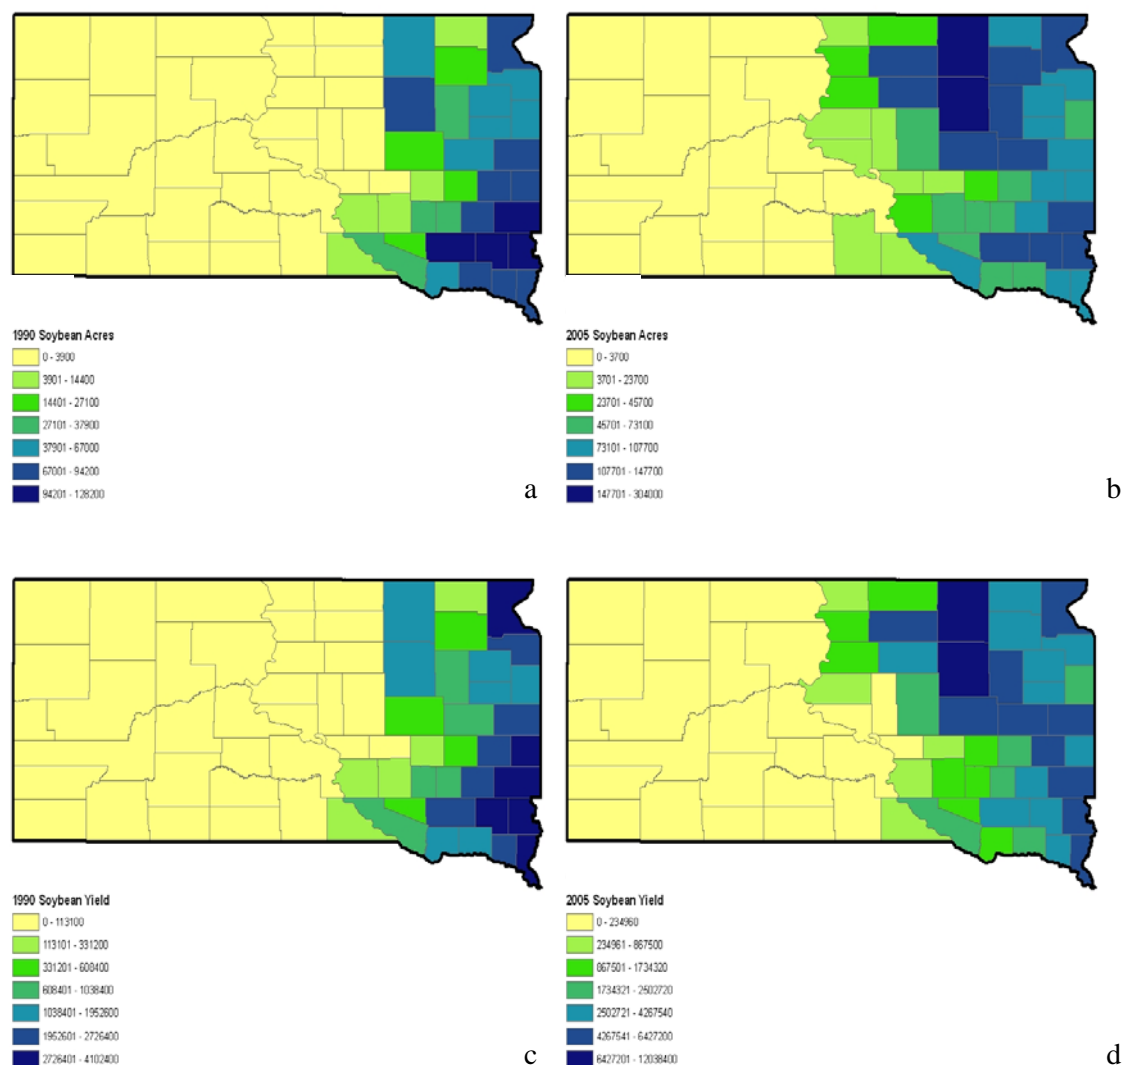 1990 Soybean Acres
0 - 3900
3901 - 14400
14401 - 27100
27101 - 37900
37901 - 67000
67001 - 94200
94201 - 128200
a
2005 Soybean Acres
0 - 3700
3701 - 23700
23701 - 45700
45701 - 73100
73101 - 107700
107701 - 147700
147701 - 304000
b
1990 Soybean Yield
0 - 113100
113101 - 331200
331201 - 608400
608401 - 1038400
1038401 - 1952600
1952601 - 2726400
2726401 - 4102400
c
2005 Soybean Yield
0 - 234960
234961 - 867500
867501 - 1734320
1734321 - 2502720
2502721 - 4267540
4267541 - 6427200
6427201 - 12038400
d